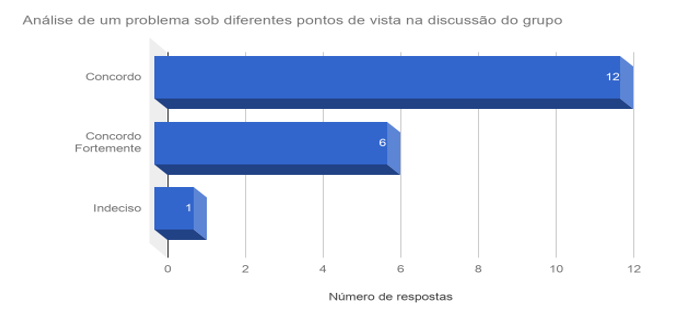 Análise de um problema sob diferentes pontos de vista na discussão do grupo
Concordo
12
Concordo
Fortemente
6
Indeciso
1
0 2 4 6 8 10 12
Número de respostas